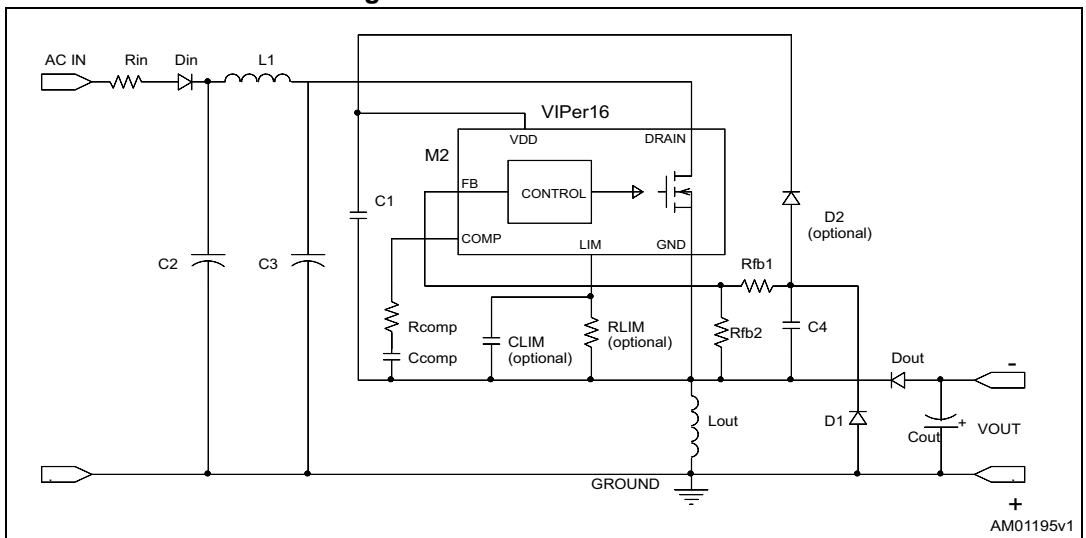 g
AC IN
Rin
Din
L1
VIPer16
VDD
DRAIN
M2
FB
CONTROL
C1
D2
(optional)
COMP
LIM
GND
C2
C3
Rfb1
Rcomp
CLIM
(optional)
RLIM
(optional)
Rfb2
C4
Ccomp
Dout
-
Lout
D1
Cout
+
VOUT
GROUND
+
AM01195v1